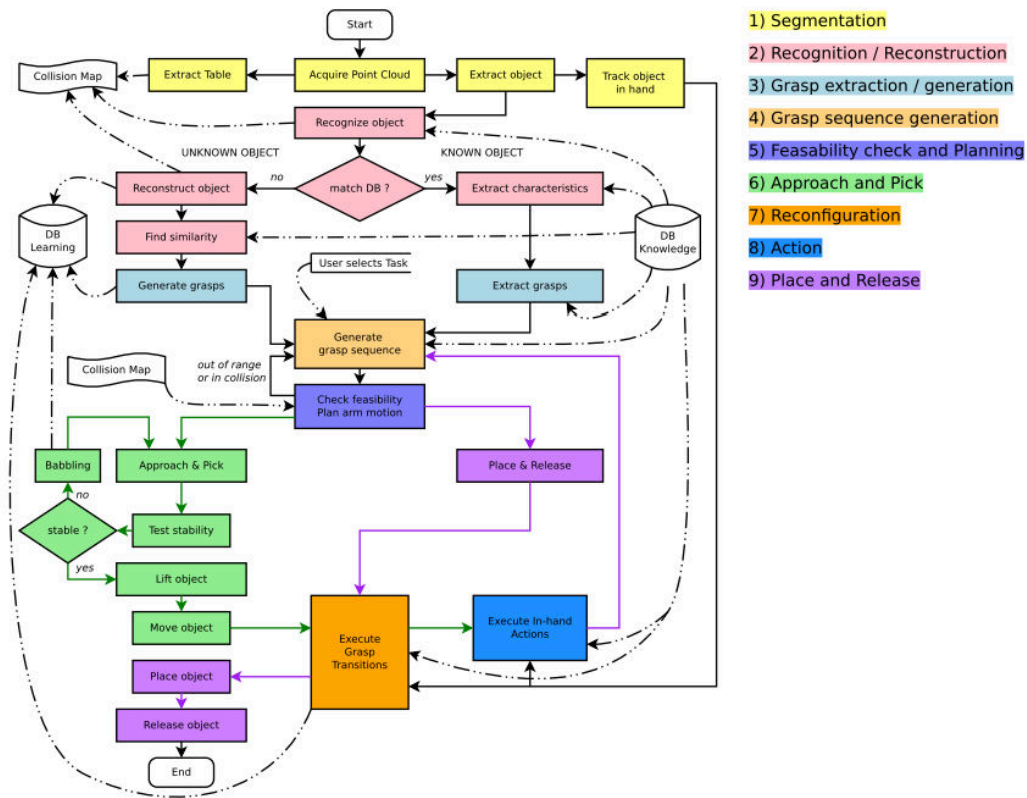 Start
Collision Map
Extract Table
Acquire Point Cloud
Extract object
Track object
in hand
Recognize object
UNKNOWN OBJECT
KNOWN OBJECT
Reconstruct object
no
match DB ?
yes
Extract characteristics
DB
Learning
Find similarity
DB
Knowledge
User selects Task
Generate grasps
Extract grasps
Generate
grasp sequence
out of range
or in collision
Collision Map
Check feasibility
Plan arm motion
Babbling
Approach & Pick
Place & Release
no
stable ?
Test stability
yes
Lift object
Move object
Execute
Grasp
Transitions
Execute In-hand
Actions
Place object
Release object
End
1) Segmentation
2) Recognition / Reconstruction
3) Grasp extraction / generation
4) Grasp sequence generation
5) Feasability check and Planning
6) Approach and Pick
7) Reconfiguration
8) Action
9) Place and Release